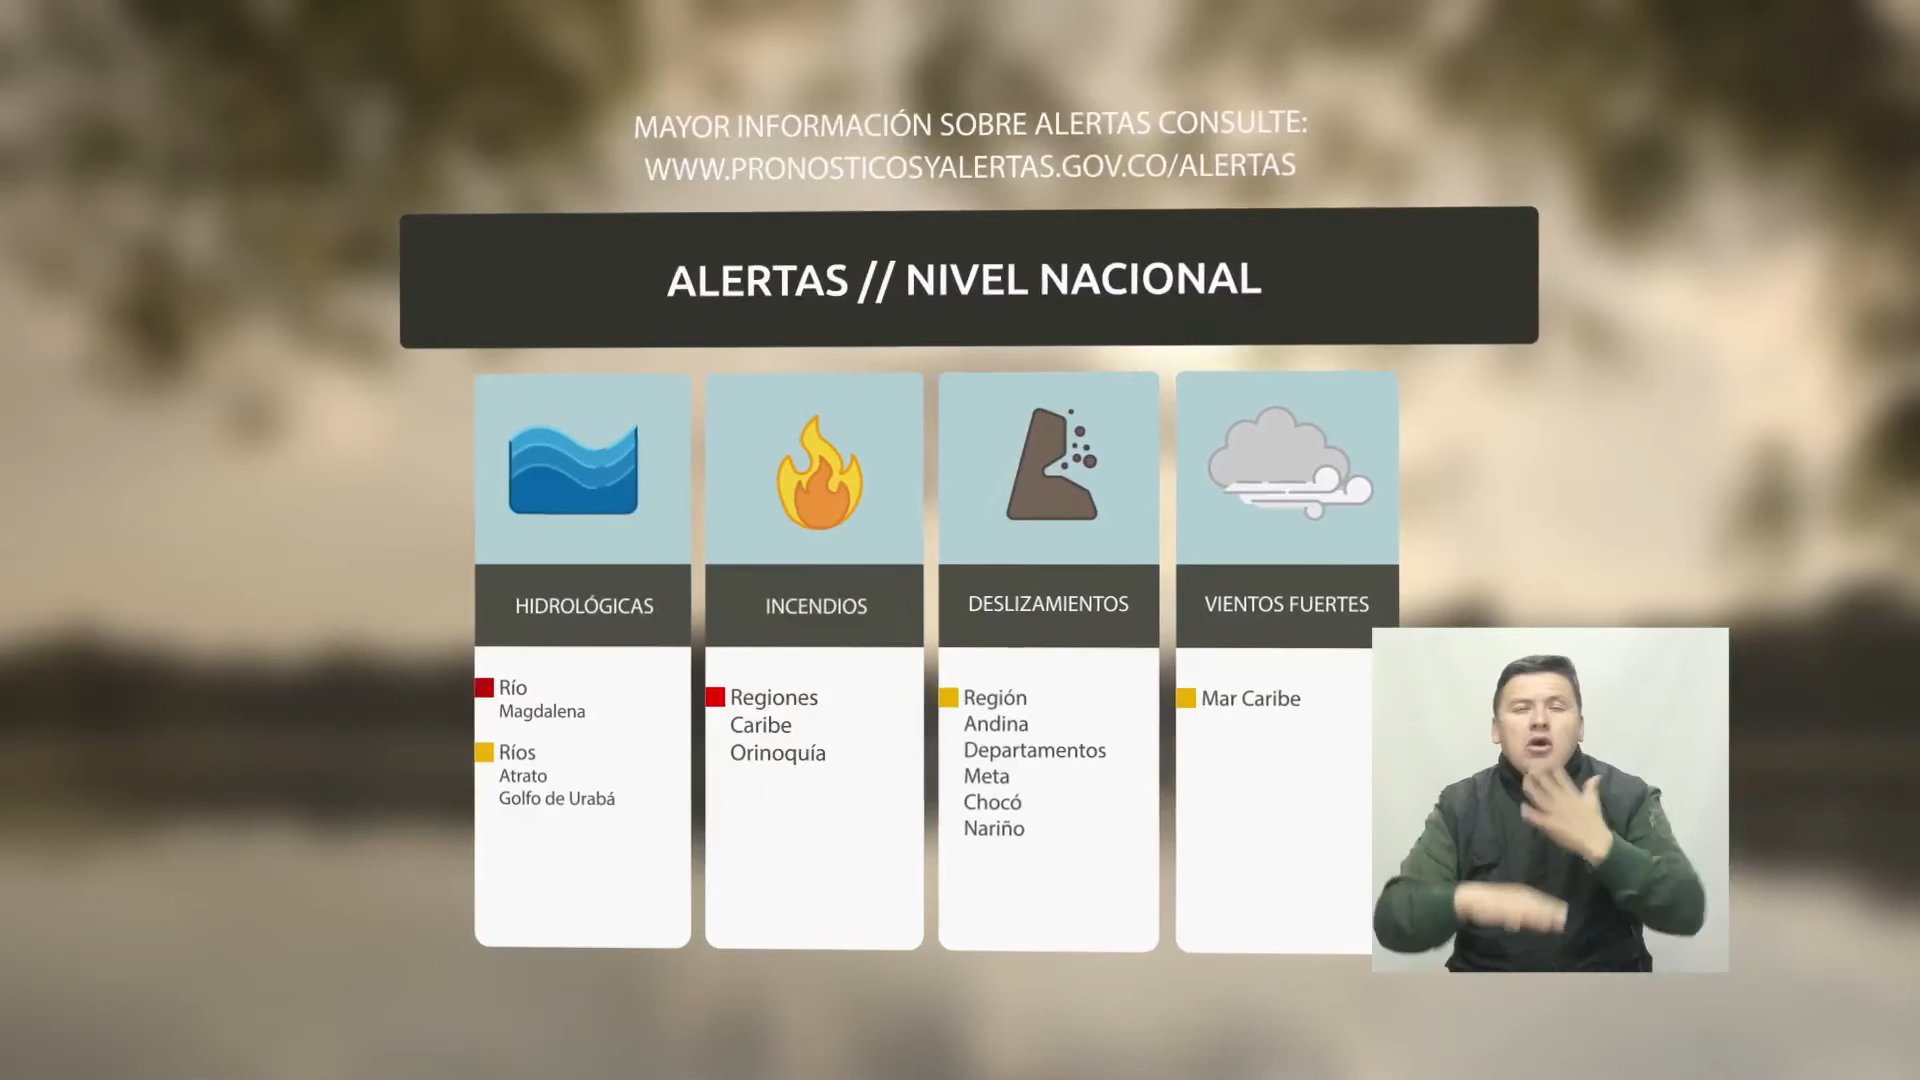 MAYOR INFORMACIÓN SOBRE ALERTAS CONSULTE:
WWW.PRONOSTICOSYALERTAS.GOV.CO/ALERTAS
ALERTAS // NIVEL NACIONAL
HIDROLÓGICAS
Río
Magdalena
Ríos
Atrato
Golfo de Urabá
INCENDIOS
Regiones
Caribe
Orinoquía
DESLIZAMIENTOS
Región
Andina
Departamentos
Meta
Chocó
Nariño
VIENTOS FUERTES
Mar Caribe